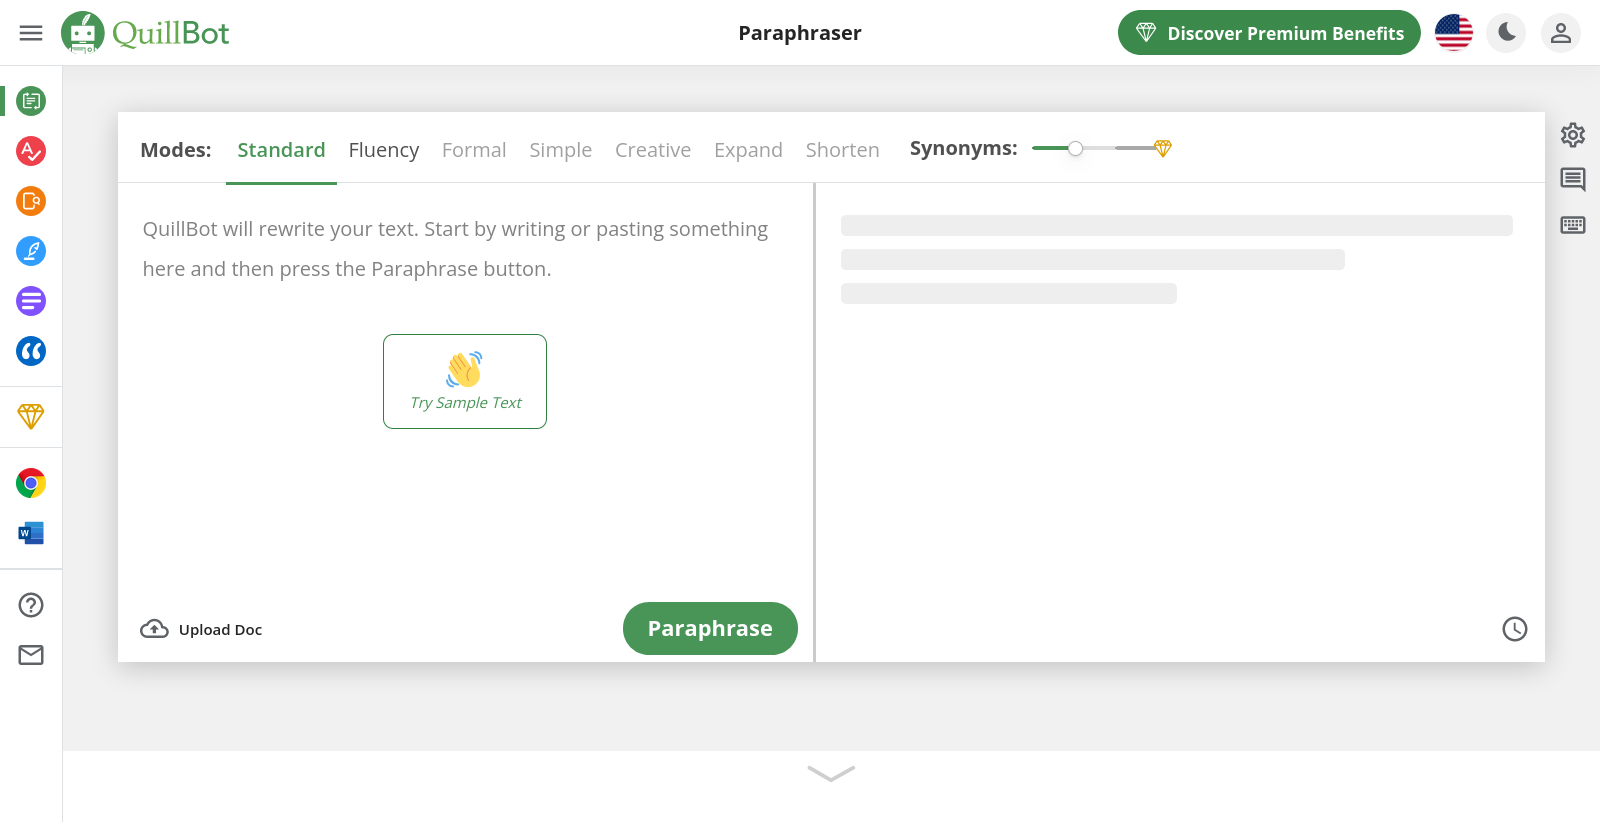 QuillBot
Paraphraser
Discover Premium Benefits
Modes: Standard Fluency Formal Simple Creative Expand Shorten Synonyms:
QuillBot will rewrite your text. Start by writing or pasting something
here and then press the Paraphrase button.
Try Sample Text
W
Upload Doc
Paraphrase